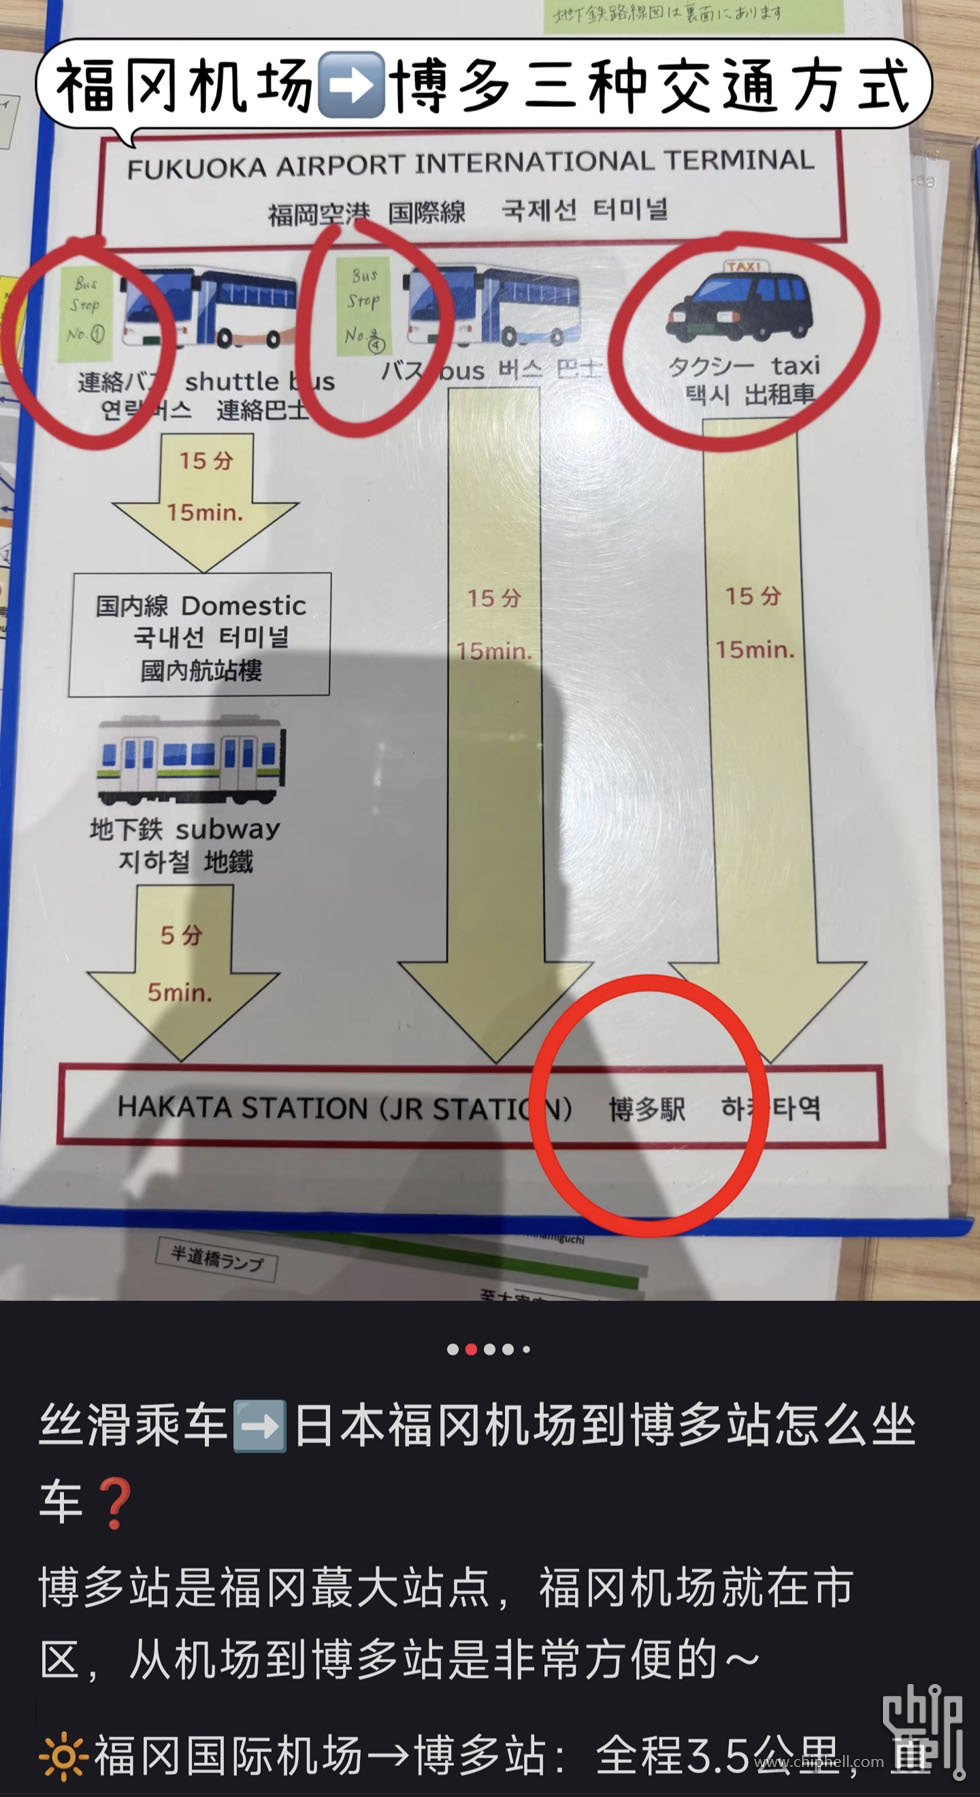 地下鉄路線図は裏面にあります
福冈机场➡️博多三种交通方式
FUKUOKA AIRPORT INTERNATIONAL TERMINAL
福岡空港 国際線 국제선 터미널
Bus
Stop
No.①
Bus
Stop
連絡バス shuttle bus
연락버스 連絡巴士
バス bus 버스 巴士
TAXI
タクシー taxi
택시 出租車
15分
15min.
国内線 Domestic
국내선 터미널
國內航站樓
地下鉄 subway
지하철 地鐵
5分
5min.
15分
15min.
15分
15min.
HAKATA STATION (JR STATION) 博多駅 하카타역
半道橋ランプ
丝滑乘车➡️日本福冈机场到博多站怎么坐
车❓
博多站是福冈蕞大站点，福冈机场就在市
区，从机场到博多站是非常方便的～
🔆福冈国际机场→博多站：全程3.5公里，
www.chiphell.com
chip
hell